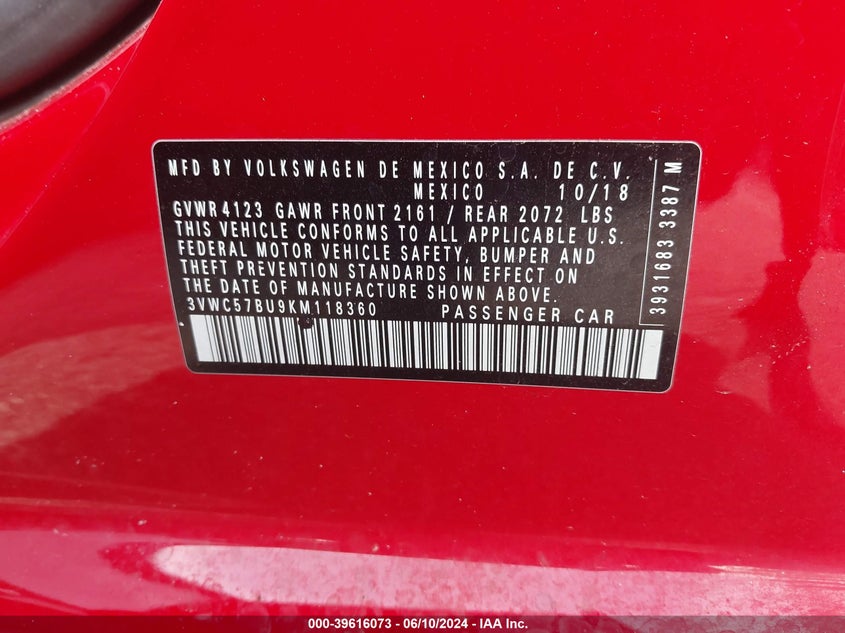 MFD BY VOLKSWAGEN DE MEXICO S.A. DE C.V.
MEXICO 10/18
GVWR 4123 GAWR FRONT 2161 / REAR 2072 LBS
THIS VEHICLE CONFORMS TO ALL APPLICABLE U.S.
FEDERAL MOTOR VEHICLE SAFETY, BUMPER AND
THEFT PREVENTION STANDARDS IN EFFECT ON
THE DATE OF MANUFACTURE SHOWN ABOVE.
3VWC57BU9KM118360 PASSENGER CAR
3931683 3387 M
000-39616073 / 06/10/2024 - IAA Inc.